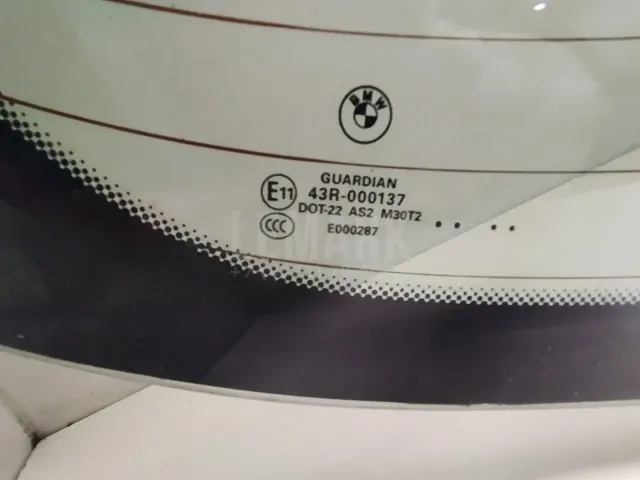 BMW
GUARDIAN
E11 43R-000137
DOT-22 AS2 M30T2
CCC E000287